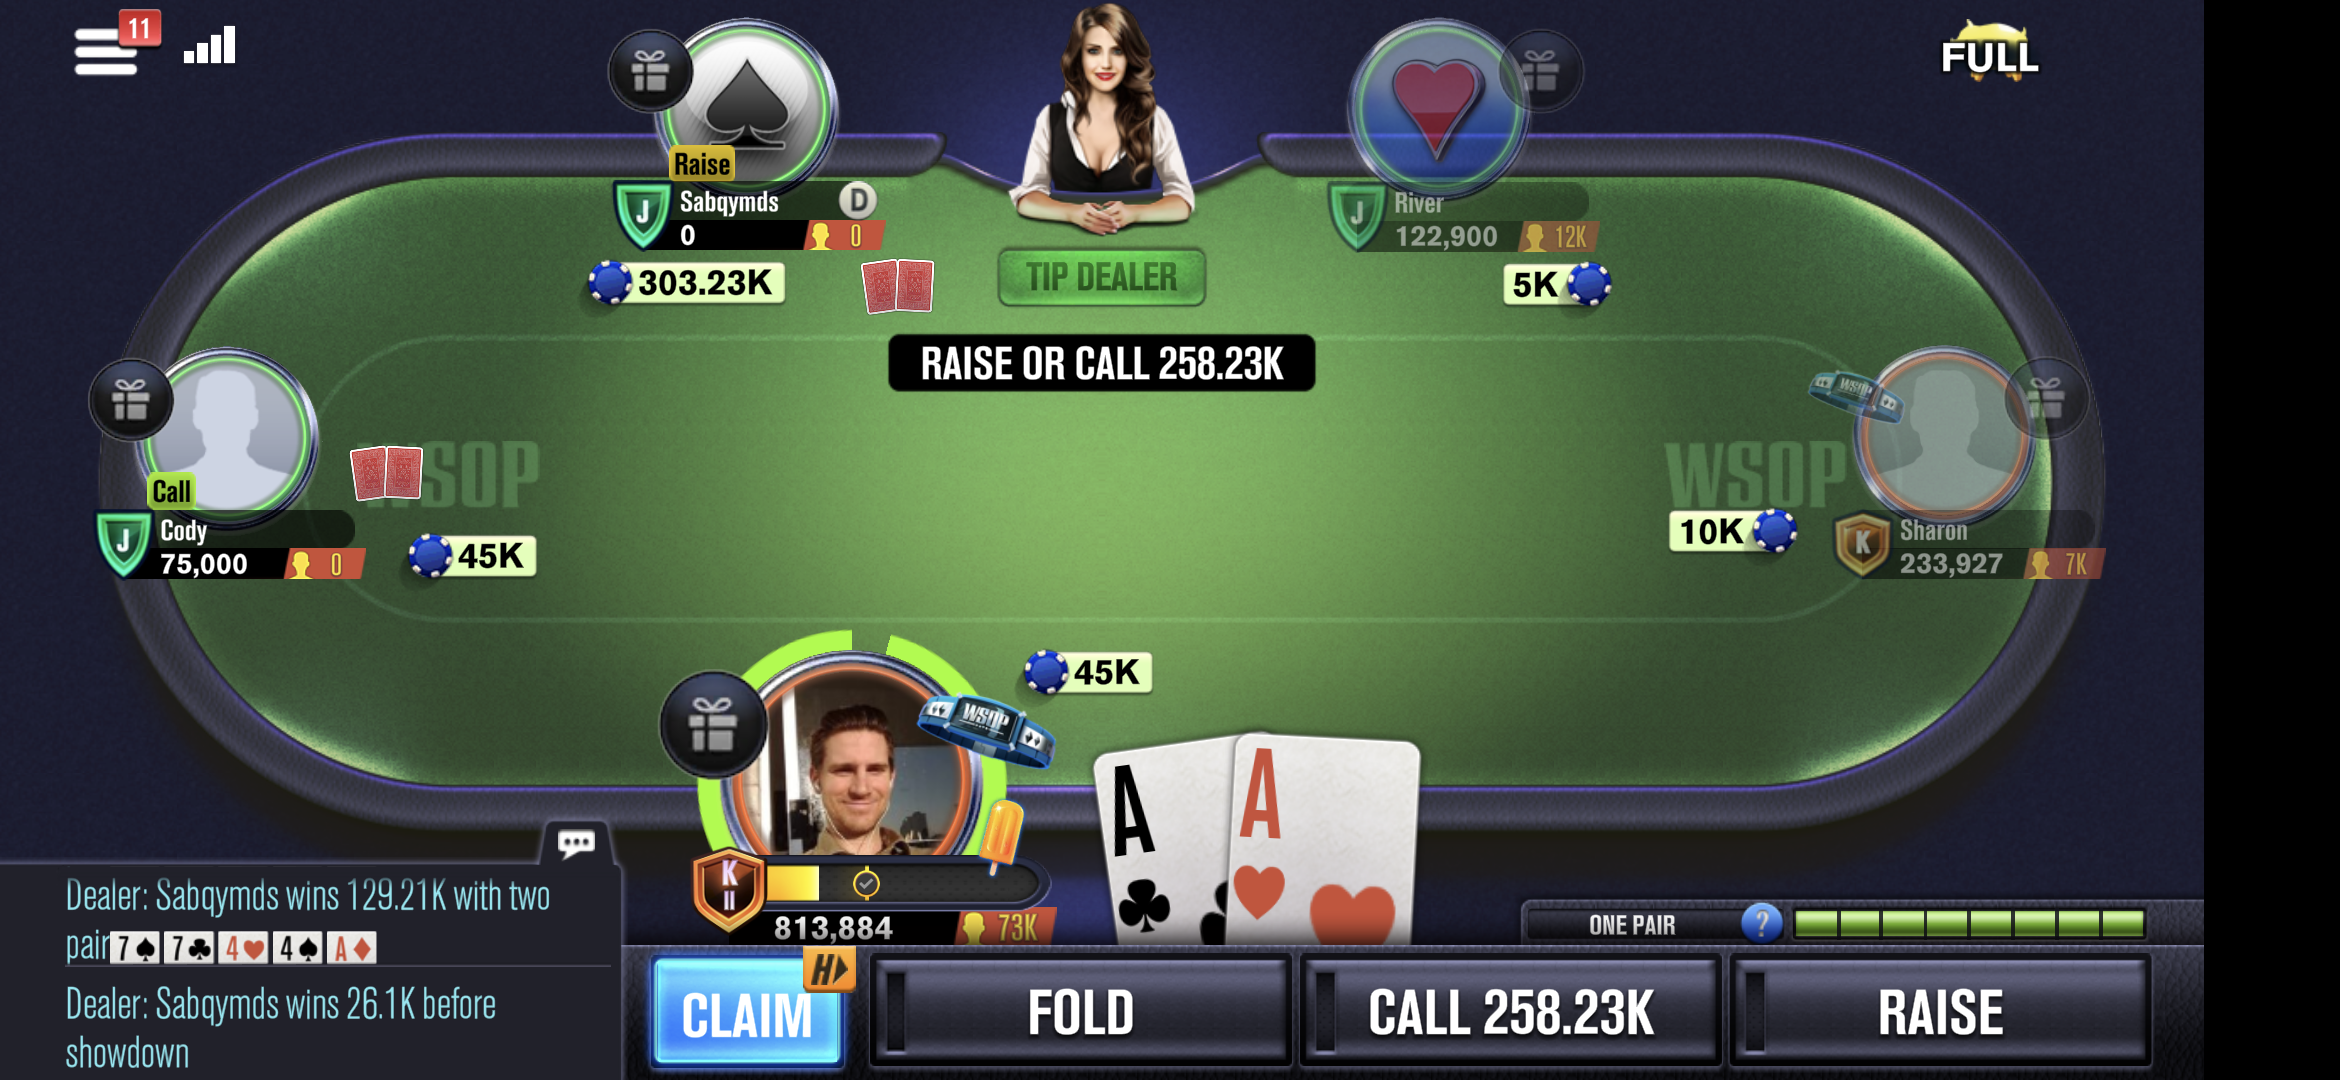 11
FULL
Raise
J
Sabqymds
D
0
0
303.23K
TIP DEALER
J
River
122,900
12K
5K
RAISE OR CALL 258.23K
WSOP
WSOP
WSOP
Call
J
Cody
75,000
0
45K
10K
K
Sharon
233,927
7K
45K
WSOP
A
A
K
II
813,884
73K
Dealer: Sabqymds wins 129.21K with two
pair 7♠ 7♣ 4♥ 4♠ A♦
Dealer: Sabqymds wins 26.1K before
showdown
ONE PAIR
?
CLAIM
H
FOLD
CALL 258.23K
RAISE